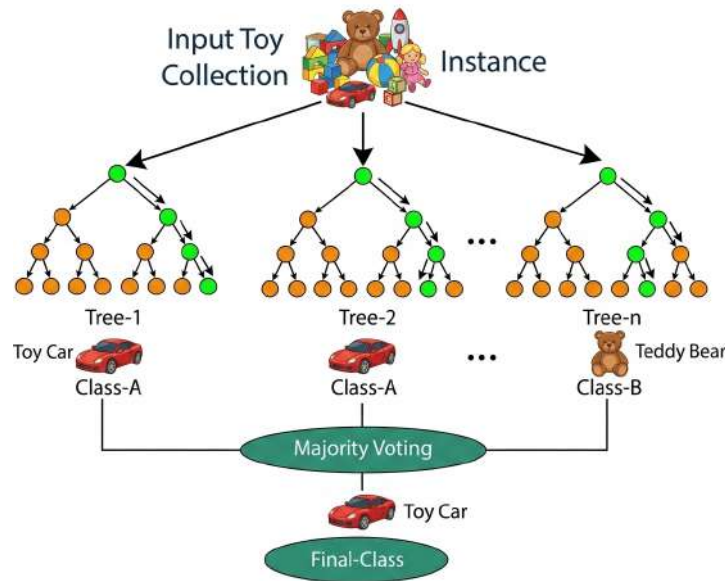 Input Toy
Collection
Instance
...
Tree-1
Tree-2
Tree-n
Toy Car
...
Teddy Bear
Class-A
Class-A
Class-B
Majority Voting
Toy Car
Final-Class